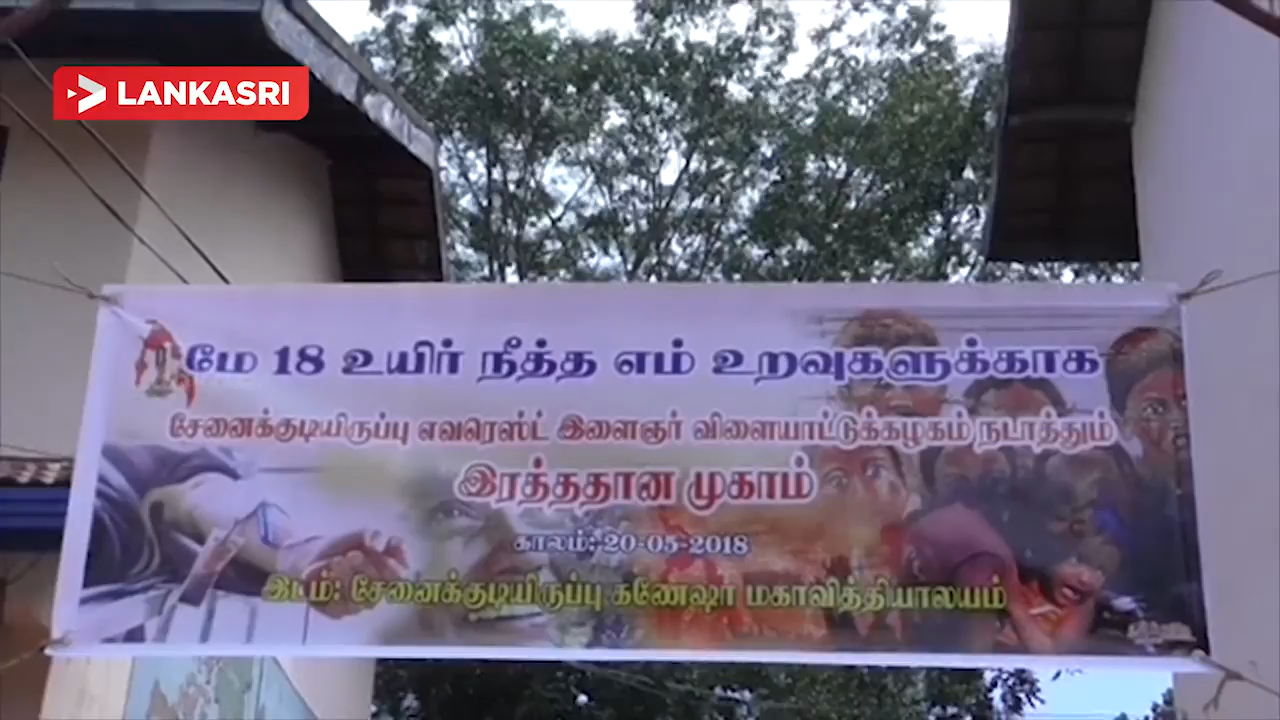 LANKASRI
மே 18 உயிர் நீத்த எம் உறவுகளுக்காக
சேனைக்குடியிருப்பு எவரெஸ்ட் இளைஞர் விளையாட்டுக்கழகம் நடாத்தும்
இரத்ததான முகாம்
காலம்: 20-05-2018
இடம்: சேனைக்குடியிருப்பு கணேஷா மகாவித்தியாலயம்